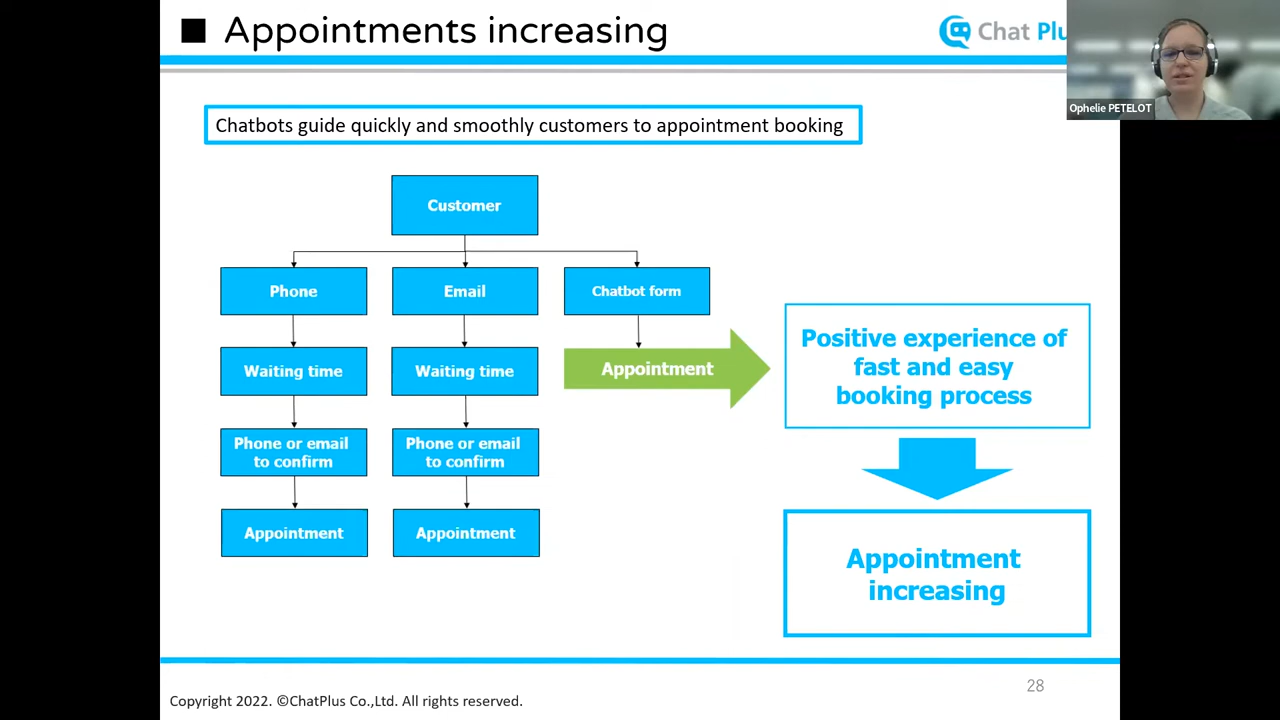 Appointments increasing
Chat Plu
Ophelie PETELOT
Chatbots guide quickly and smoothly customers to appointment booking
Customer
Phone
Email
Chatbot form
Waiting time
Waiting time
Appointment
Phone or email
to confirm
Phone or email
to confirm
Appointment
Appointment
Positive experience of
fast and easy
booking process
Appointment
increasing
28
Copyright 2022. ©ChatPlus Co.,Ltd. All rights reserved.